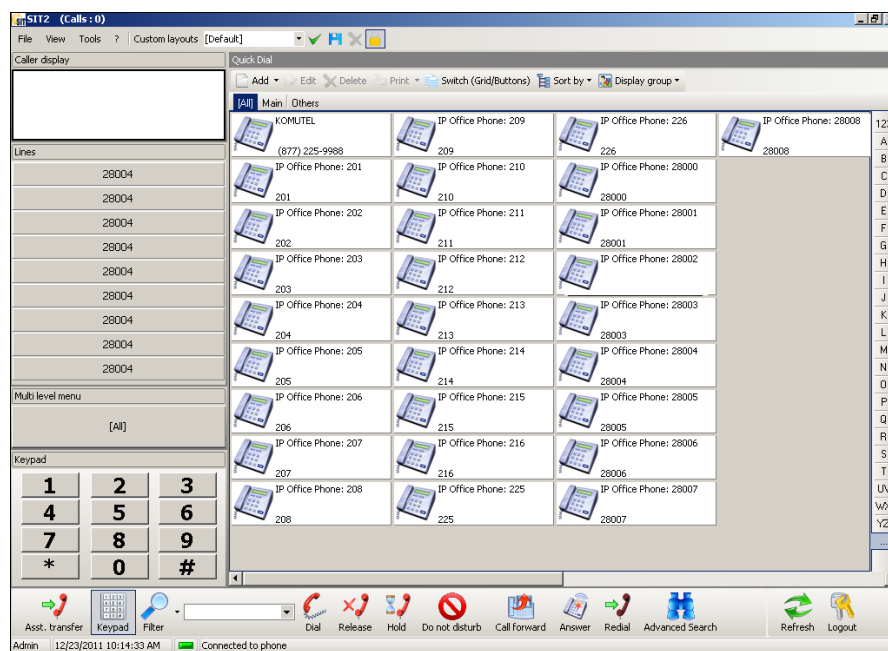 SIT2 (Calls : 0)
File View Tools ? Custom layouts [Default]
Caller display
Quick Dial
Add Edit Delete Print Switch (Grid/Buttons) Sort by Display group
[All] Main Others
KOMUTEL
(877) 225-9988
IP Office Phone: 209
209
IP Office Phone: 226
226
IP Office Phone: 28008
28008
IP Office Phone: 201
201
IP Office Phone: 210
210
IP Office Phone: 28000
28000
IP Office Phone: 202
202
IP Office Phone: 211
211
IP Office Phone: 28001
28001
IP Office Phone: 203
203
IP Office Phone: 212
212
IP Office Phone: 28002
IP Office Phone: 204
204
IP Office Phone: 213
213
IP Office Phone: 28003
28003
IP Office Phone: 205
205
IP Office Phone: 214
214
IP Office Phone: 28004
28004
IP Office Phone: 206
206
IP Office Phone: 215
215
IP Office Phone: 28005
28005
IP Office Phone: 207
207
IP Office Phone: 216
216
IP Office Phone: 28006
28006
IP Office Phone: 208
208
IP Office Phone: 225
225
IP Office Phone: 28007
28007
Lines
28004
28004
28004
28004
28004
28004
28004
28004
28004
Multi level menu
[All]
Keypad
1 2 3
4 5 6
7 8 9
* 0 #
A
B
C
D
E
F
G
H
I
J
K
L
M
N
O
P
Q
R
S
T
UV
YZ
...
Asst. transfer Keypad Filter Dial Release Hold Do not disturb Call forward Answer Redial Advanced Search Refresh Logout
Admin 12/23/2011 10:14:33 AM Connected to phone